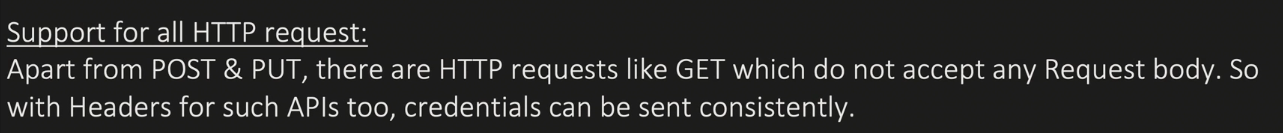 Support for all HTTP request:
Apart from POST & PUT, there are HTTP requests like GET which do not accept any Request body. So
with Headers for such APIs too, credentials can be sent consistently.